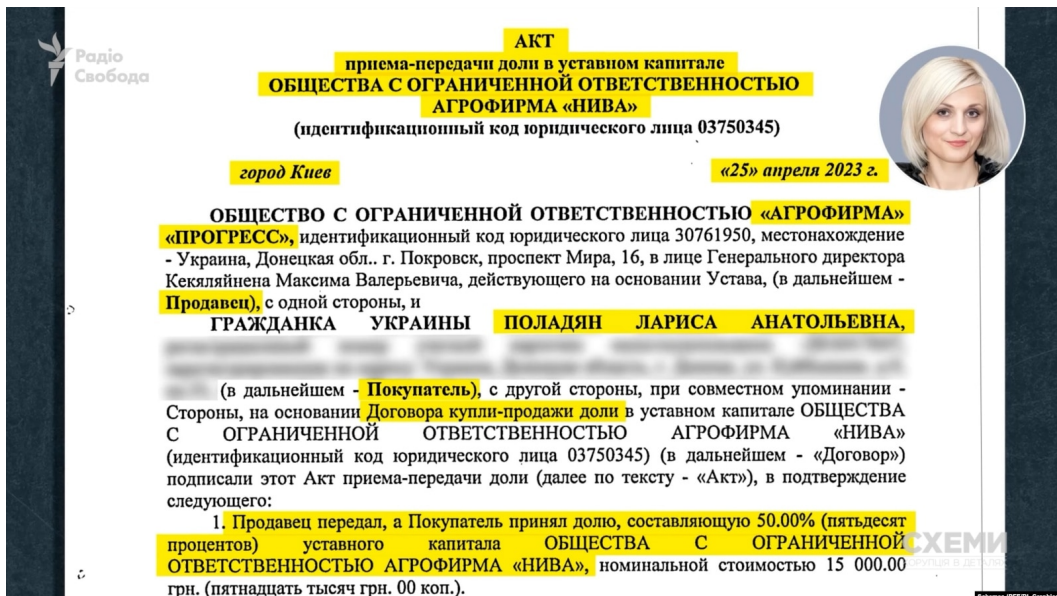 Радіо
Свобода
АКТ
приема-передачи доли в уставном капитале
ОБЩЕСТВА С ОГРАНИЧЕННОЙ ОТВЕТСТВЕННОСТЬЮ
АГРОФИРМА «НИВА»
(идентификационный код юридического лица 03750345)
город Киев «25» апреля 2023 г.
ОБЩЕСТВО С ОГРАНИЧЕННОЙ ОТВЕТСТВЕННОСТЬЮ «АГРОФИРМА»
«ПРОГРЕСС», идентификационный код юридического лица 30761950, местонахождение
- Украина, Донецкая обл.. г. Покровск, проспект Мира, 16, в лице Генерального директора
Кекяляйнена Максима Валерьевича, действующего на основании Устава, (в дальнейшем -
Продавец), с одной стороны, и
ГРАЖДАНКА УКРАИНЫ ПОЛАДЯН ЛАРИСА АНАТОЛЬЕВНА,
(в дальнейшем - Покупатель), с другой стороны, при совместном упоминании -
Стороны, на основании Договора купли-продажи доли в уставном капитале ОБЩЕСТВА
С ОГРАНИЧЕННОЙ ОТВЕТСТВЕННОСТЬЮ АГРОФИРМА «НИВА»
(идентификационный код юридического лица 03750345) (в дальнейшем - «Договор»)
подписали этот Акт приема-передачи доли (далее по тексту - «Акт»), в подтверждение
следующего:
1. Продавец передал, а Покупатель принял долю, составляющую 50.00% (пятьдесят
процентов) уставного капитала ОБЩЕСТВА С ОГРАНИЧЕННОЙ
ОТВЕТСТВЕННОСТЬЮ АГРОФИРМА «НИВА», номинальной стоимостью 15 000.00
грн. (пятнадцать тысяч грн. 00 коп.).
СХЕМИ
КОРУПЦІЯ В ДЕТАЛЯХ